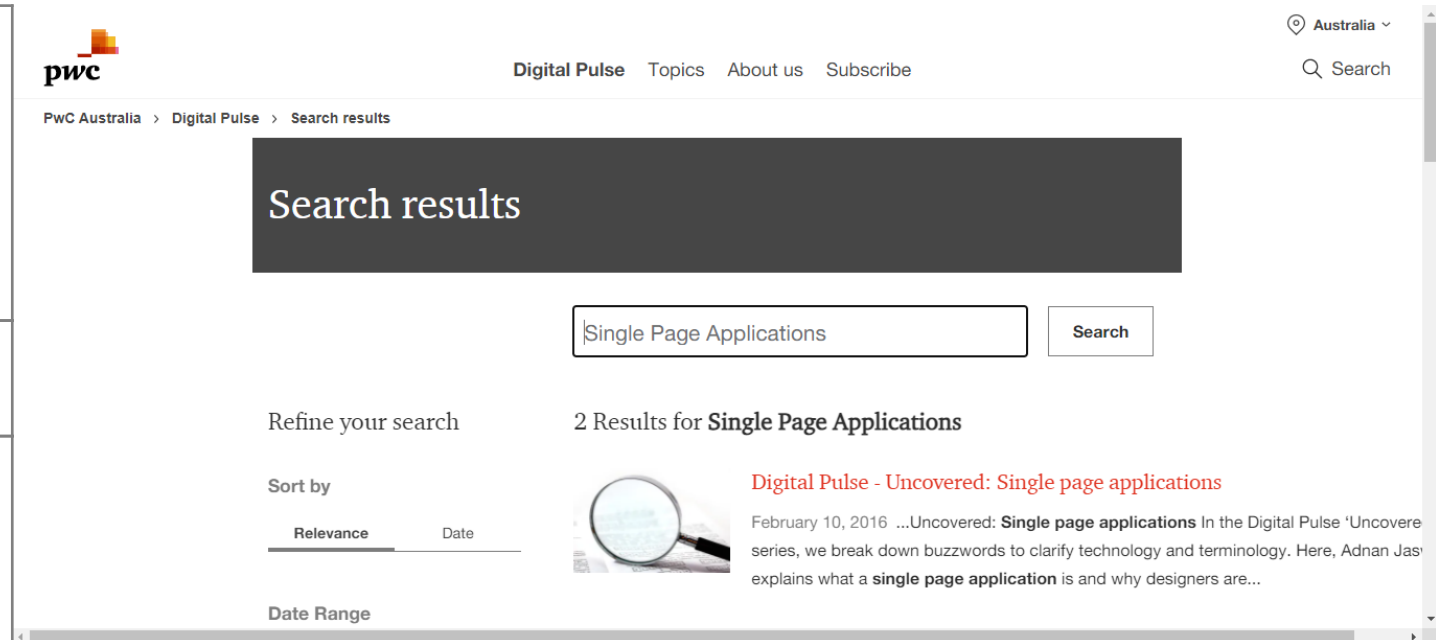 Australia
pwc
Digital Pulse Topics About us Subscribe
Search
PwC Australia > Digital Pulse > Search results
Search results
Single Page Applications
Search
Refine your search
2 Results for Single Page Applications
Sort by
Relevance Date
Digital Pulse - Uncovered: Single page applications
February 10, 2016 ...Uncovered: Single page applications In the Digital Pulse ‘Uncovere
series, we break down buzzwords to clarify technology and terminology. Here, Adnan Jas
explains what a single page application is and why designers are...
Date Range